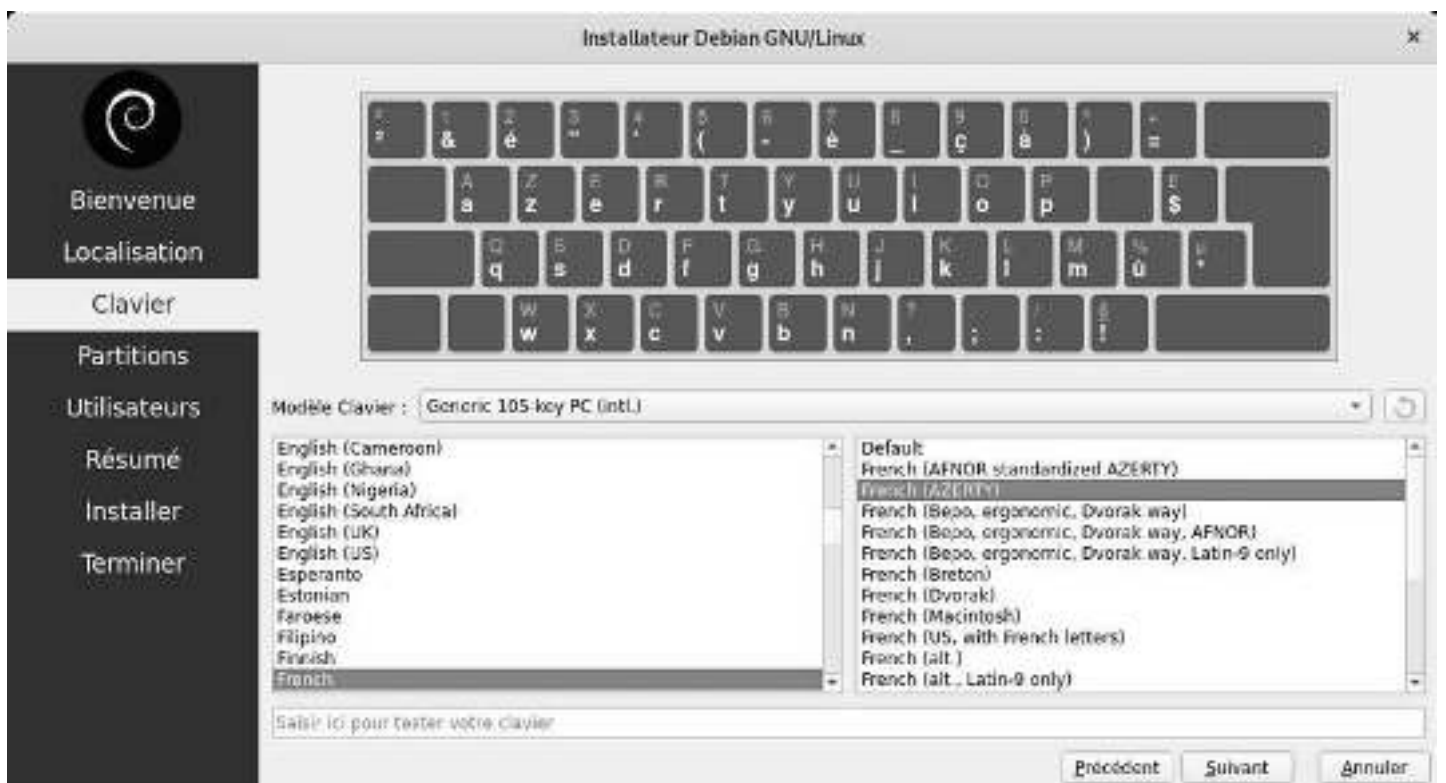 Installateur Debian GNU/Linux
Bienvenue
Localisation
Clavier
Partitions
Utilisateurs
Résumé
Installer
Terminer
& é " ' ( - è _ ç à ) =
A Z E R T Y U I O P £
a z e r t y u i o p $
Q S D F G H J K L M % µ
q s d f g h j k l m ù *
W X C V B N ? . / §
w x c v b n , ; : !
Modèle Clavier : Generic 105-key PC (intl.)
English (Cameroon)
English (Ghana)
English (Nigeria)
English (South Africa)
English (UK)
English (US)
Esperanto
Estonian
Faroese
Filipino
Finnish
French
Default
French (AFNOR standardized AZERTY)
French (AZERTY)
French (Bepo, ergonomic, Dvorak way)
French (Bepo, ergonomic, Dvorak way, AFNOR)
French (Bepo, ergonomic, Dvorak way, Latin-9 only)
French (Breton)
French (Dvorak)
French (Macintosh)
French (US, with French letters)
French (alt.)
French (alt., Latin-9 only)
Saisir ici pour tester votre clavier
Précédent Suivant Annuler